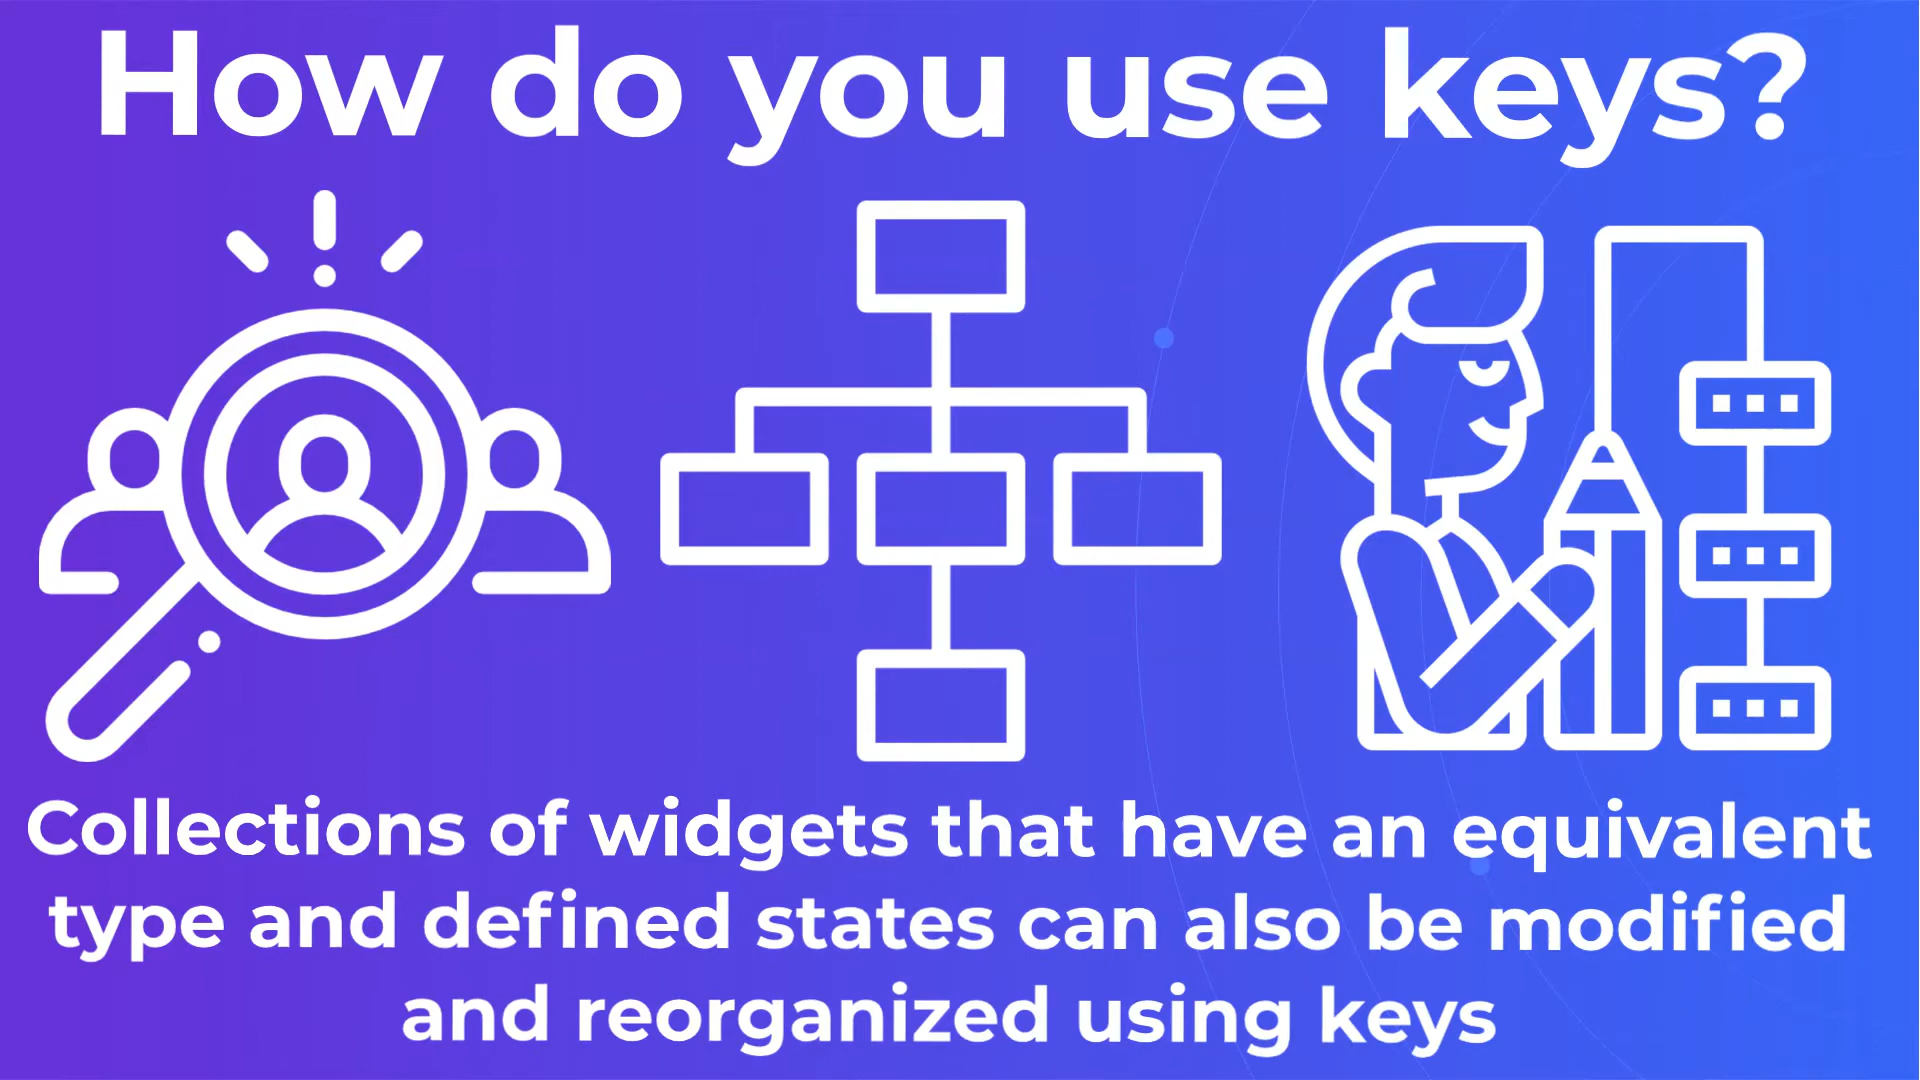 How do you use keys?
Collections of widgets that have an equivalent
type and defined states can also be modified
and reorganized using keys